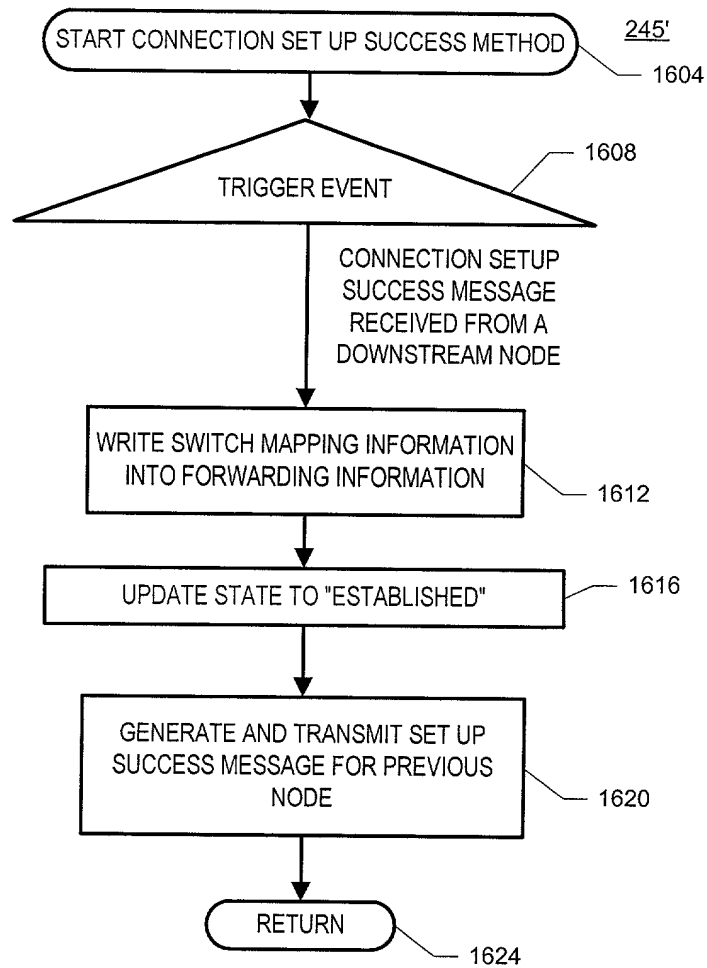 START CONNECTION SET UP SUCCESS METHOD
245'
1604
TRIGGER EVENT
1608
CONNECTION SETUP
SUCCESS MESSAGE
RECEIVED FROM A
DOWNSTREAM NODE
WRITE SWITCH MAPPING INFORMATION
INTO FORWARDING INFORMATION
1612
UPDATE STATE TO "ESTABLISHED"
1616
GENERATE AND TRANSMIT SET UP
SUCCESS MESSAGE FOR PREVIOUS
NODE
1620
RETURN
1624